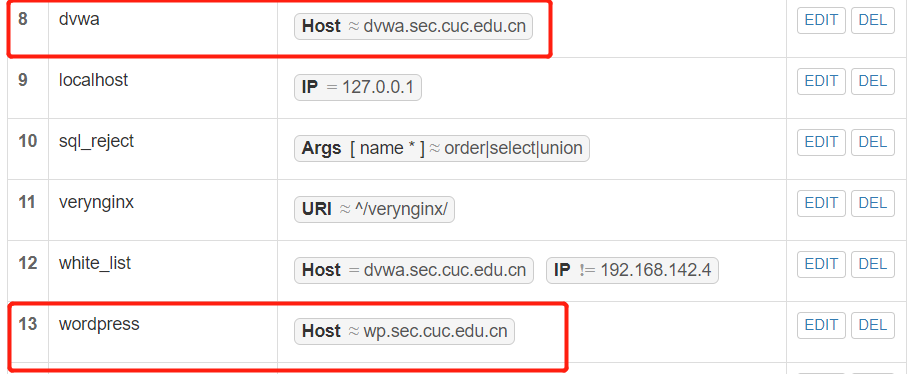 8 dvwa Host ≈ dvwa.sec.cuc.edu.cn EDIT DEL
9 localhost IP = 127.0.0.1 EDIT DEL
10 sql_reject Args [ name * ] ≈ order|select|union EDIT DEL
11 verynginx URI ≈ ^/verynginx/ EDIT DEL
12 white_list Host = dvwa.sec.cuc.edu.cn IP != 192.168.142.4 EDIT DEL
13 wordpress Host ≈ wp.sec.cuc.edu.cn EDIT DEL